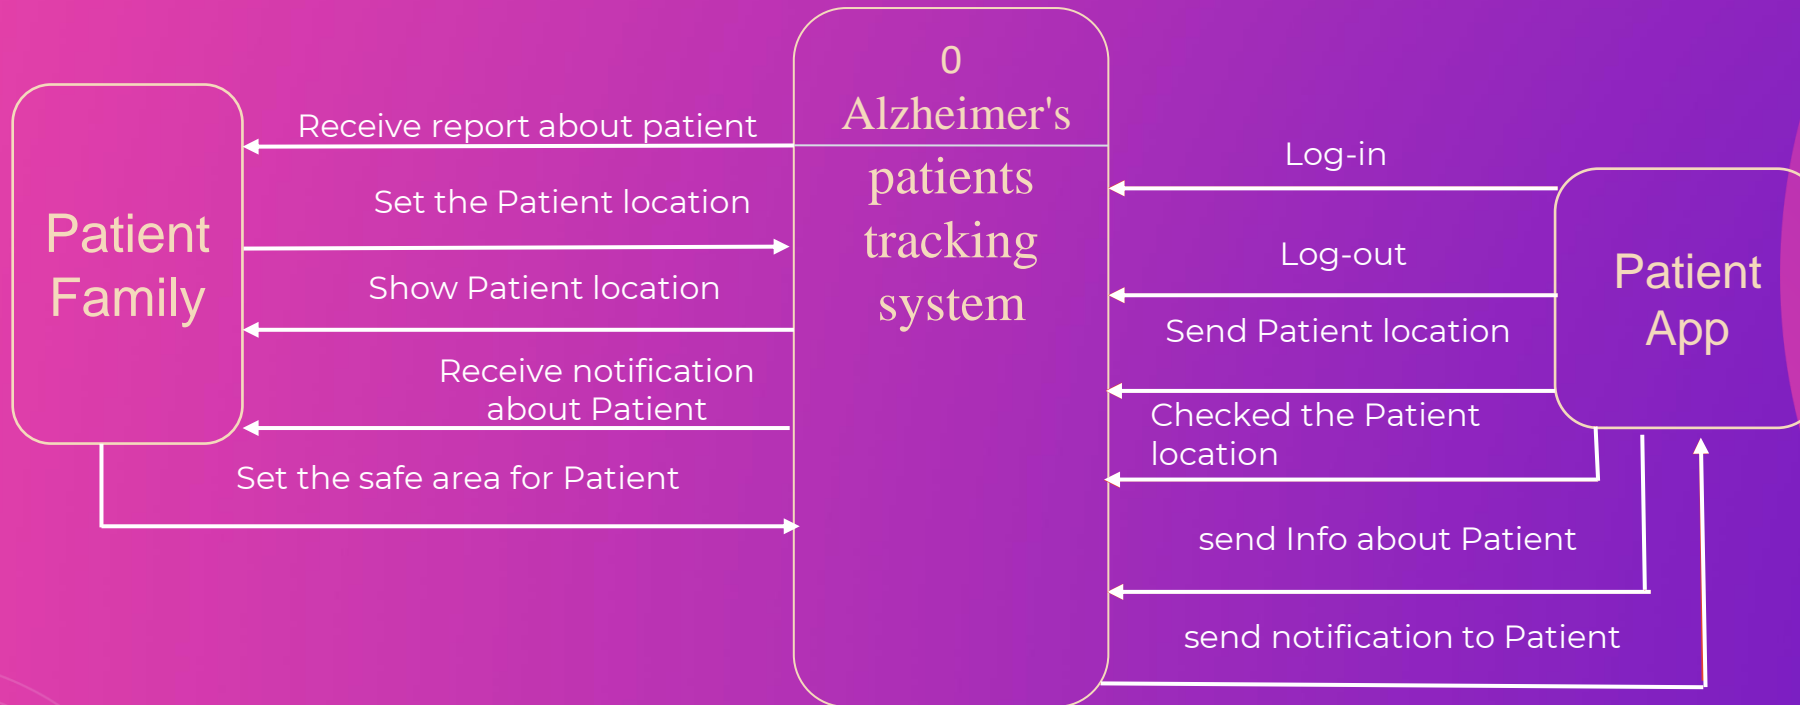 Patient
Family
Receive report about patient
Set the Patient location
Show Patient location
Receive notification
about Patient
Set the safe area for Patient
0
Alzheimer's
patients
tracking
system
Log-in
Log-out
Send Patient location
Checked the Patient
location
send Info about Patient
send notification to Patient
Patient
App